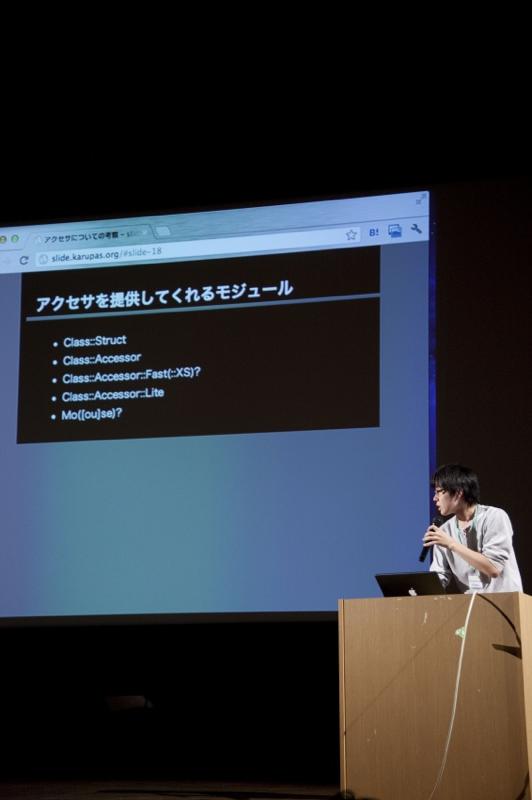 アクセサについての考察 - sli
slide.karupas.org/#slide-18
B!
アクセサを提供してくれるモジュール
• Class::Struct
• Class::Accessor
• Class::Accessor::Fast(::XS)?
• Class::Accessor::Lite
• Mo([ou]se)?